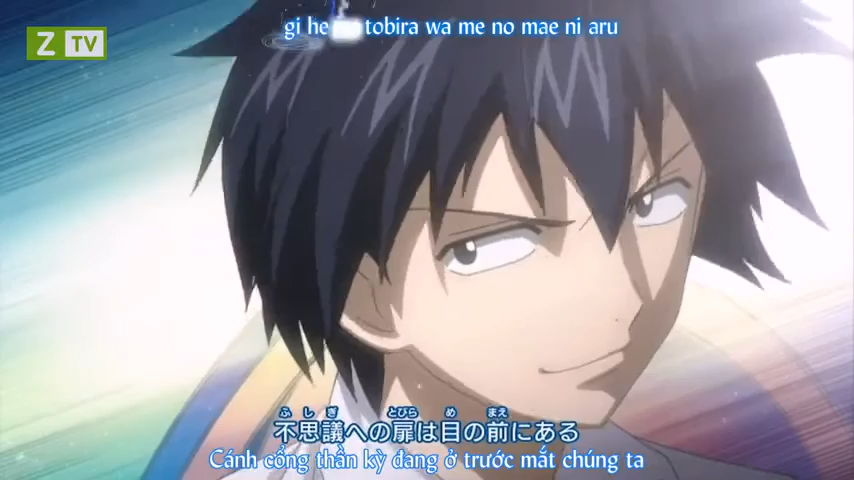 gi he tobira wa me no mae ni aru
Z TV
ふしぎ とびら め まえ
不思議への扉は目の前にある
Cánh cổng thần kỳ đang ở trước mắt chúng ta